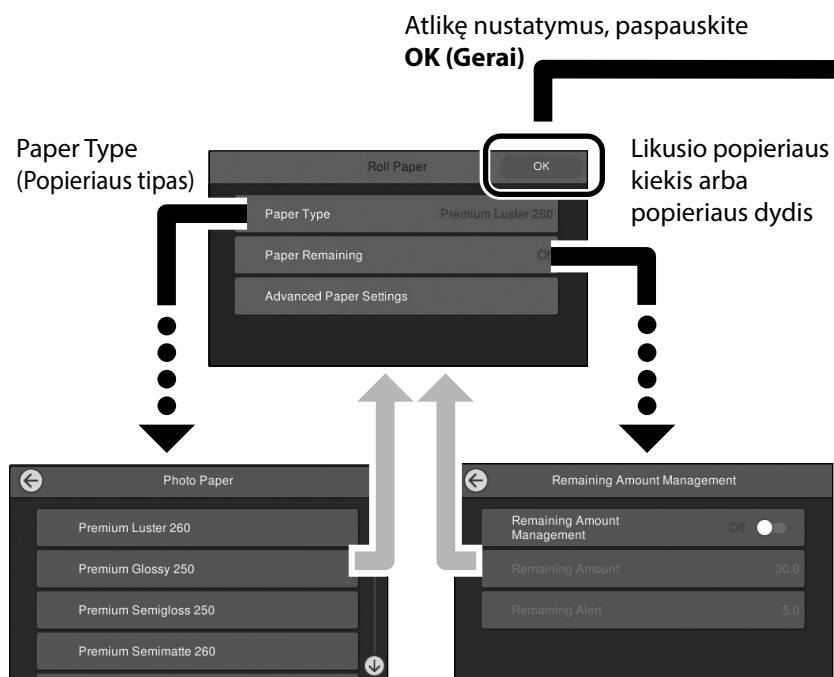 Atlikę nustatymus, paspauskite
OK (Gerai)
Paper Type
(Popieriaus tipas)
Roll Paper
OK
Likusio popieriaus
kiekis arba
popieriaus dydis
Paper Type
Premium Luster 260
Paper Remaining
Advanced Paper Settings
Photo Paper
Premium Luster 260
Premium Glossy 250
Premium Semigloss 250
Premium Semimatte 260
Remaining Amount Management
Remaining Amount
Management
Off
Remaining Amount
30.0
Remaining Alert
5.0